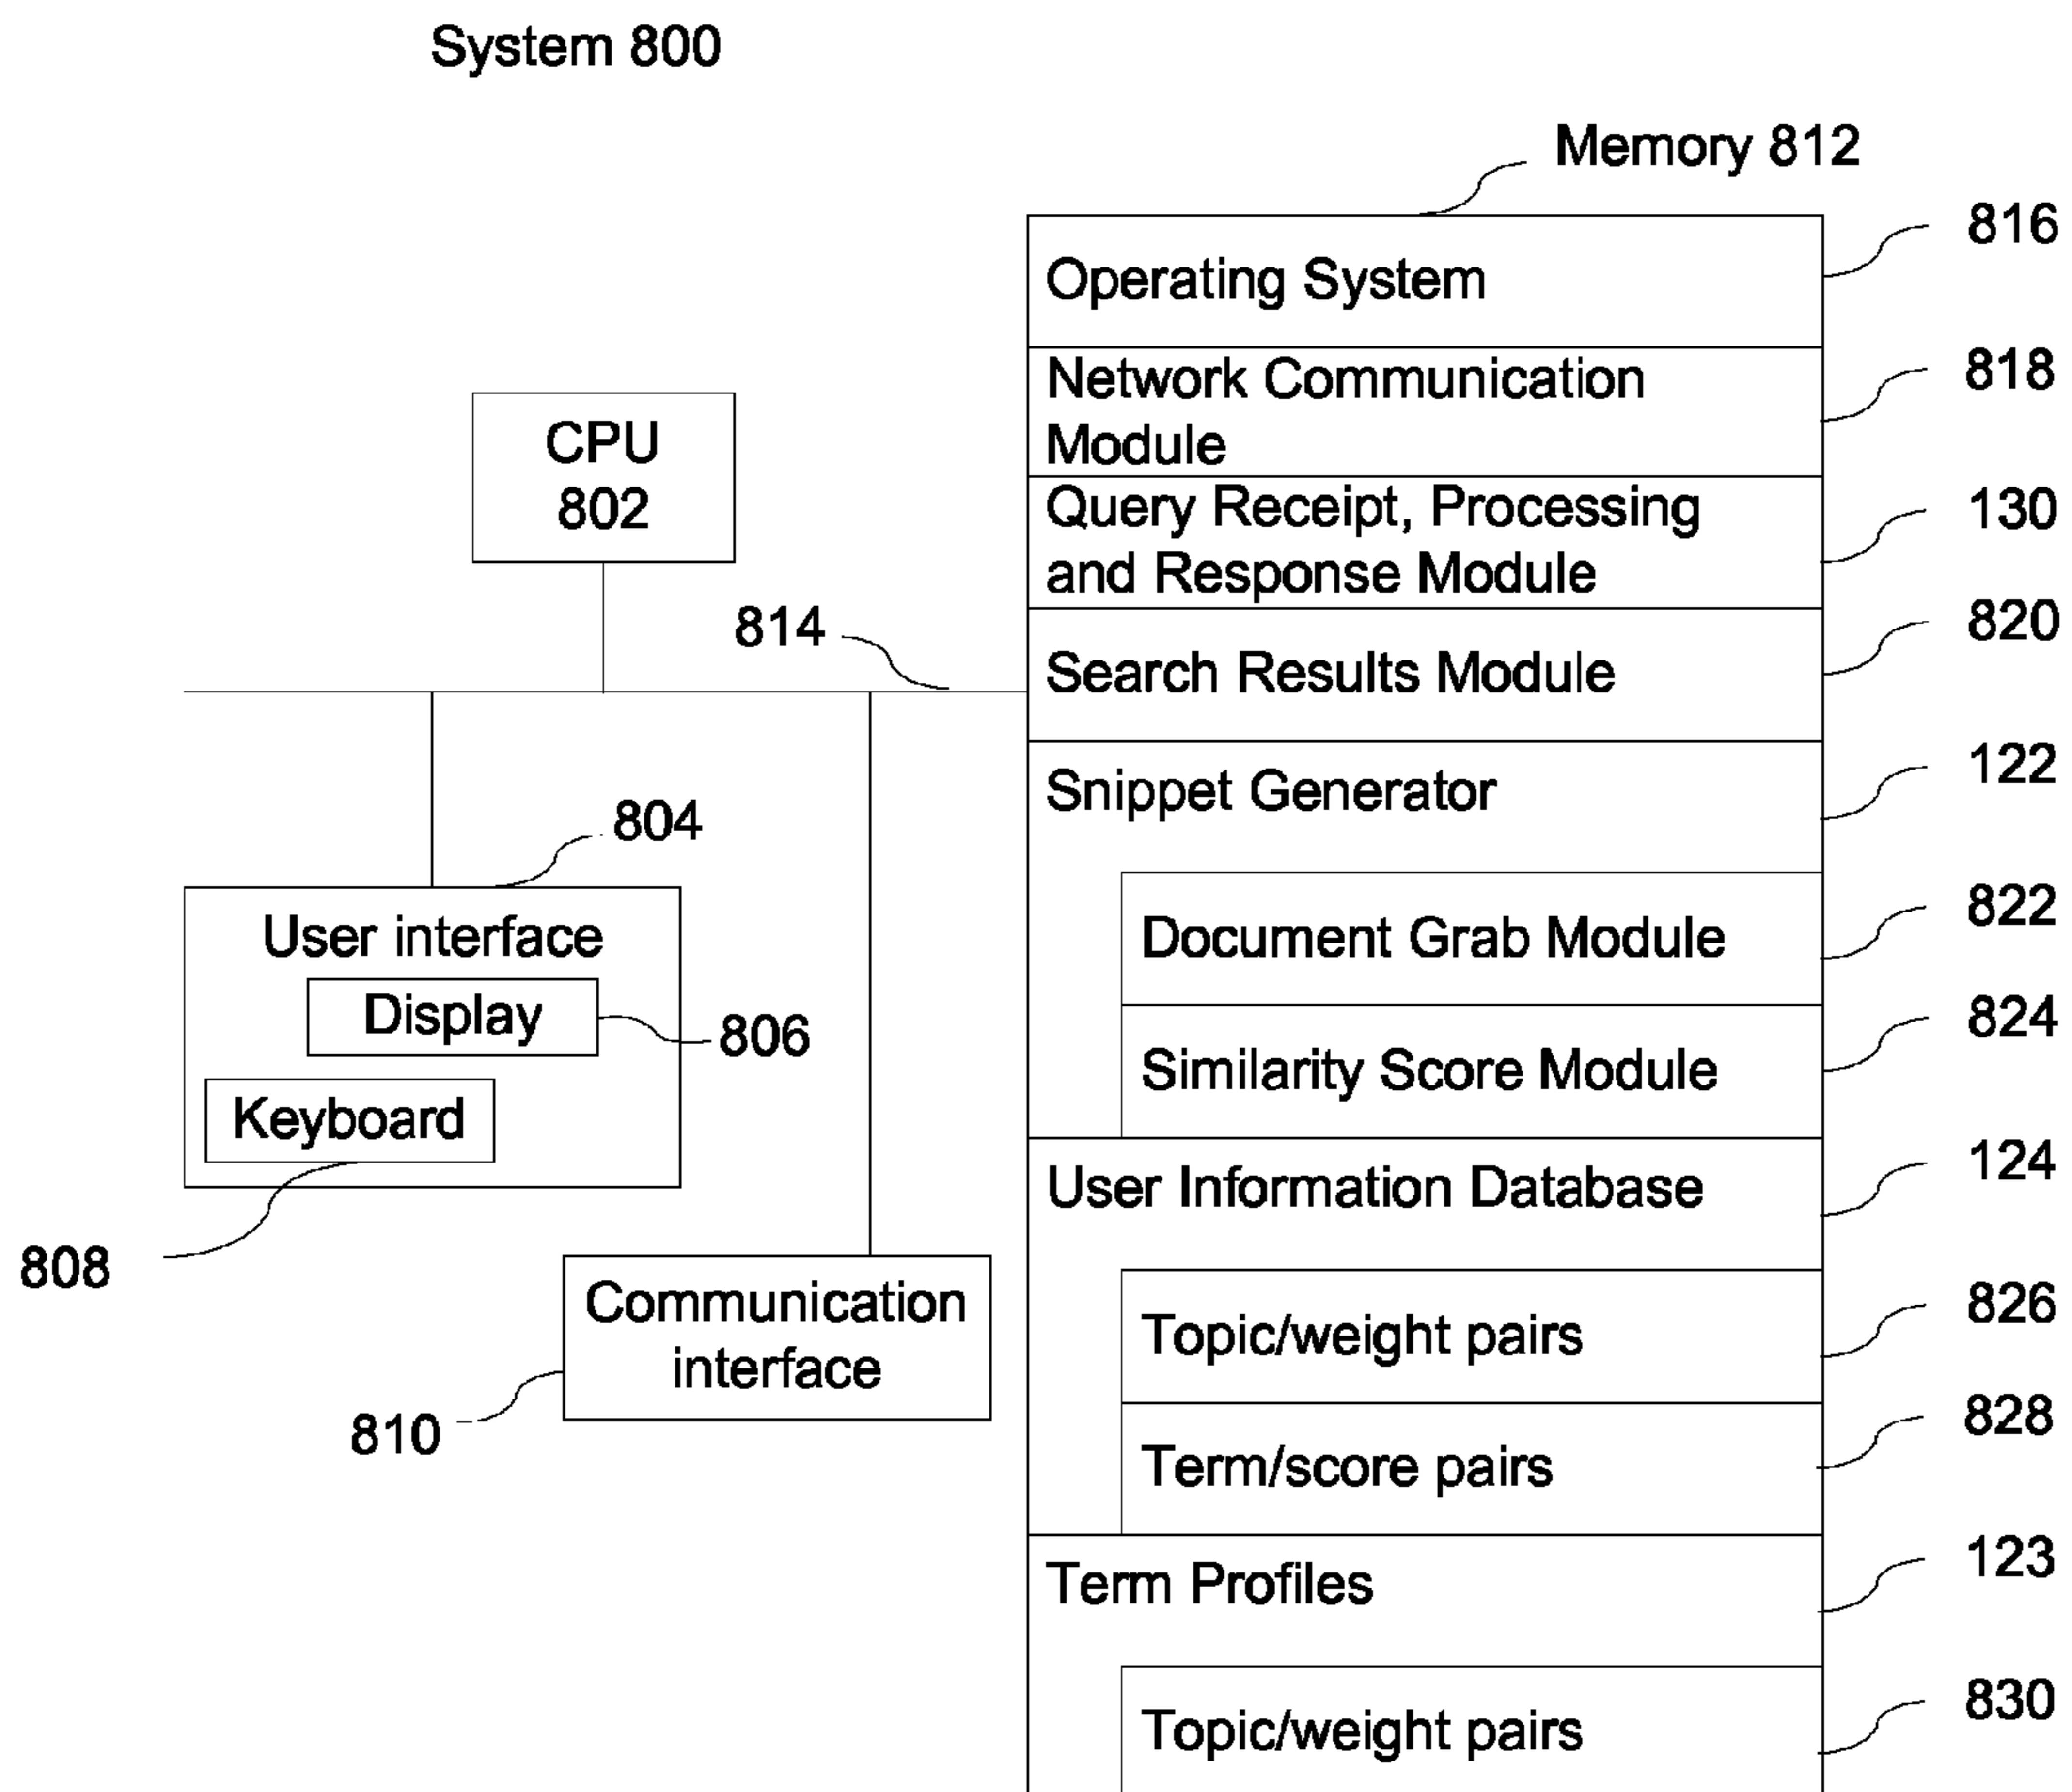 System 800
Memory 812
Operating System
816
Network Communication
Module
818
CPU
802
Query Receipt, Processing
and Response Module
130
814
Search Results Module
820
Snippet Generator
122
804
User interface
Display
806
Keyboard
808
Document Grab Module
822
Similarity Score Module
824
User Information Database
124
Communication
interface
810
Topic/weight pairs
826
Term/score pairs
828
Term Profiles
123
Topic/weight pairs
830